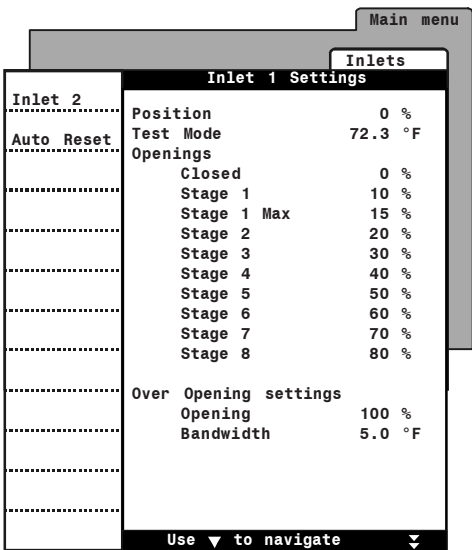 Main menu
Inlets
Inlet 1 Settings
Inlet 2
Auto Reset
Position 0 %
Test Mode 72.3 °F
Openings
Closed 0 %
Stage 1 10 %
Stage 1 Max 15 %
Stage 2 20 %
Stage 3 30 %
Stage 4 40 %
Stage 5 50 %
Stage 6 60 %
Stage 7 70 %
Stage 8 80 %
Over Opening settings
Opening 100 %
Bandwidth 5.0 °F
Use ▼ to navigate